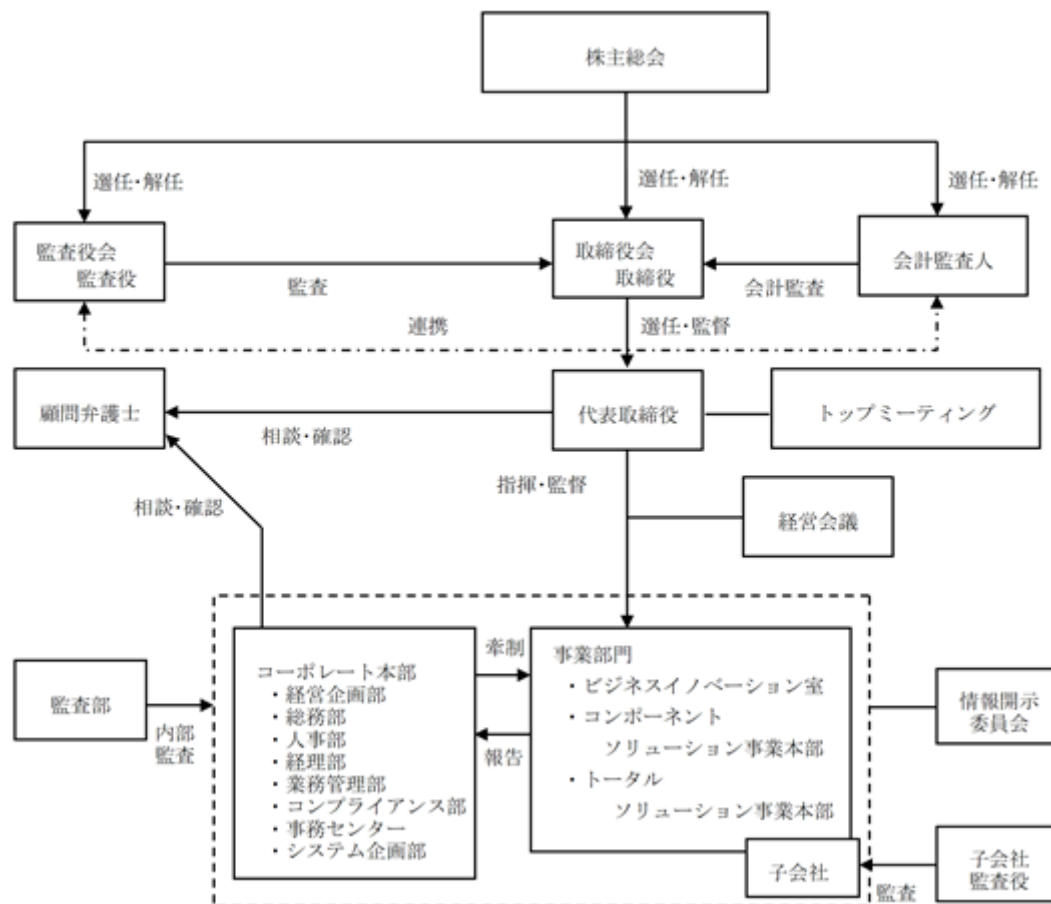 株主総会
選任・解任
選任・解任
選任・解任
監査役会
監査役
監査
取締役会
取締役
会計監査
会計監査人
連携
選任・監督
顧問弁護士
相談・確認
代表取締役
トップミーティング
相談・確認
指揮・監督
経営会議
監査部
内部
監査
コーポレート本部
・経営企画部
・総務部
・人事部
・経理部
・業務管理部
・コンプライアンス部
・事務センター
・システム企画部
牽制
報告
事業部門
・ビジネスイノベーション室
・コンポーネント
ソリューション事業本部
・トータル
ソリューション事業本部
子会社
情報開示
委員会
監査
子会社
監査役